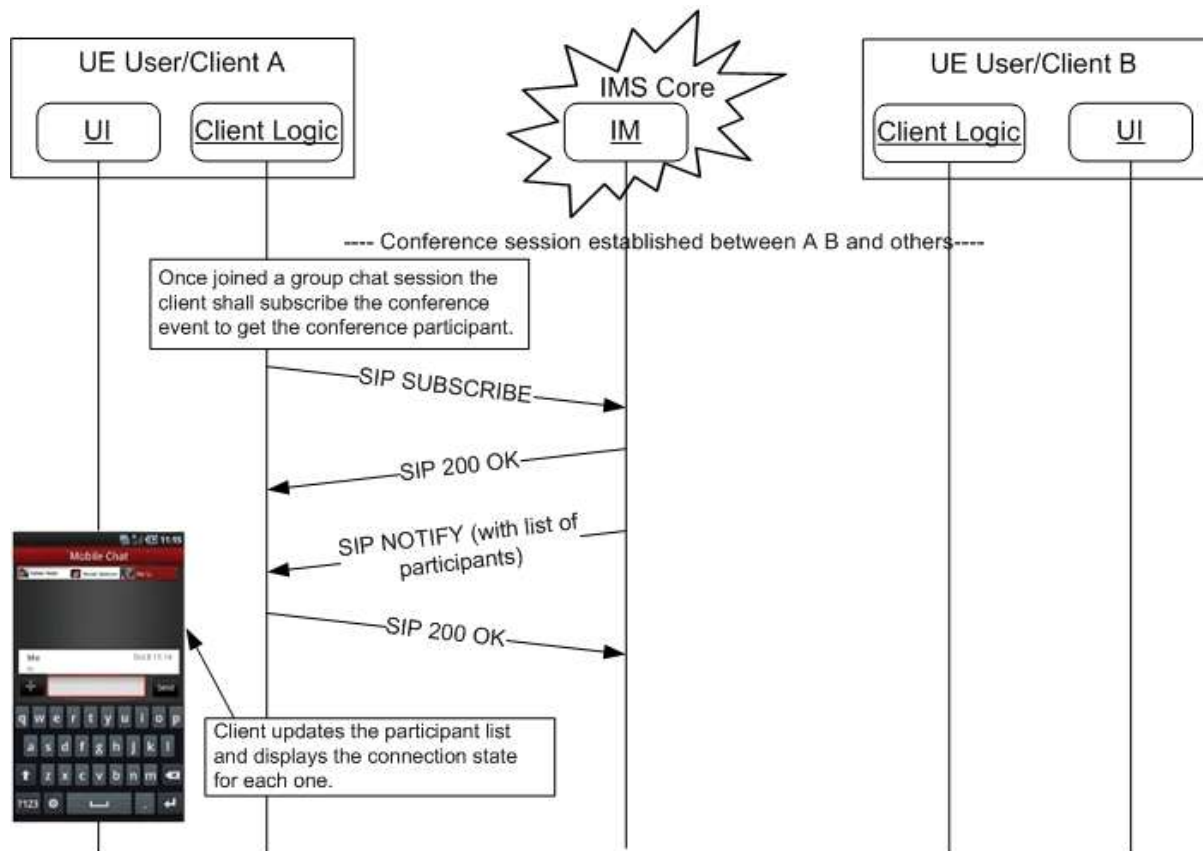 UE User/Client A
UE User/Client B
IMS Core
UI
Client Logic
IM
Client Logic
UI
---- Conference session established between A B and others----
Once joined a group chat session the
client shall subscribe the conference
event to get the conference participant.
SIP SUBSCRIBE
SIP 200 OK
SIP NOTIFY (with list of
participants)
SIP 200 OK
11:15
Mobile Chat
Me
Send
q w e r t y u i o p
a s d f g h j k l
z x c v b n m
?123
.
Client updates the participant list
and displays the connection state
for each one.